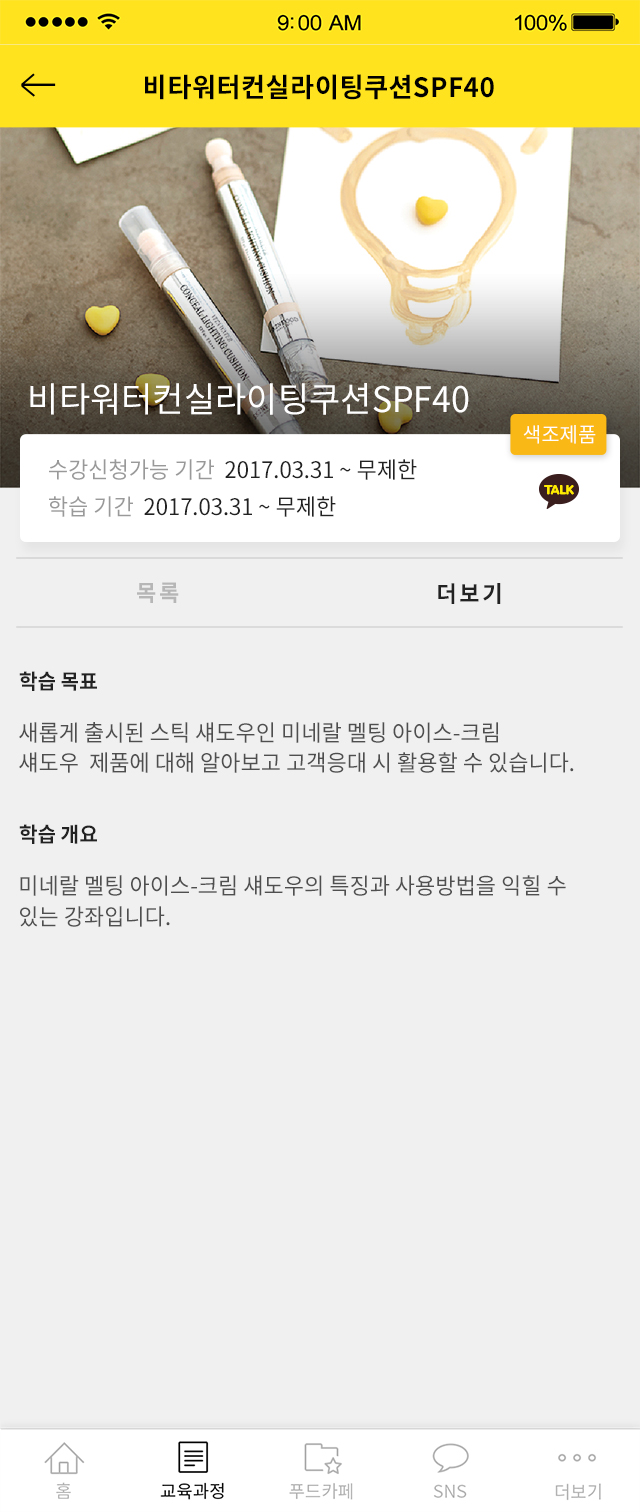 9:00 AM
100%
비타워터컨실라이팅쿠션SPF40
CONCEALLIGHTING CUSHION
비타워터컨실라이팅쿠션SPF40
색조제품
수강신청가능 기간 2017.03.31 ~ 무제한
TALK
학습 기간 2017.03.31 ~ 무제한
목록
더보기
학습 목표
새롭게 출시된 스틱 섀도우인 미네랄 멜팅 아이스-크림
섀도우 제품에 대해 알아보고 고객응대 시 활용할 수 있습니다.
학습 개요
미네랄 멜팅 아이스-크림 섀도우의 특징과 사용방법을 익힐 수
있는 강좌입니다.
홈
교육과정
푸드카페
SNS
더보기